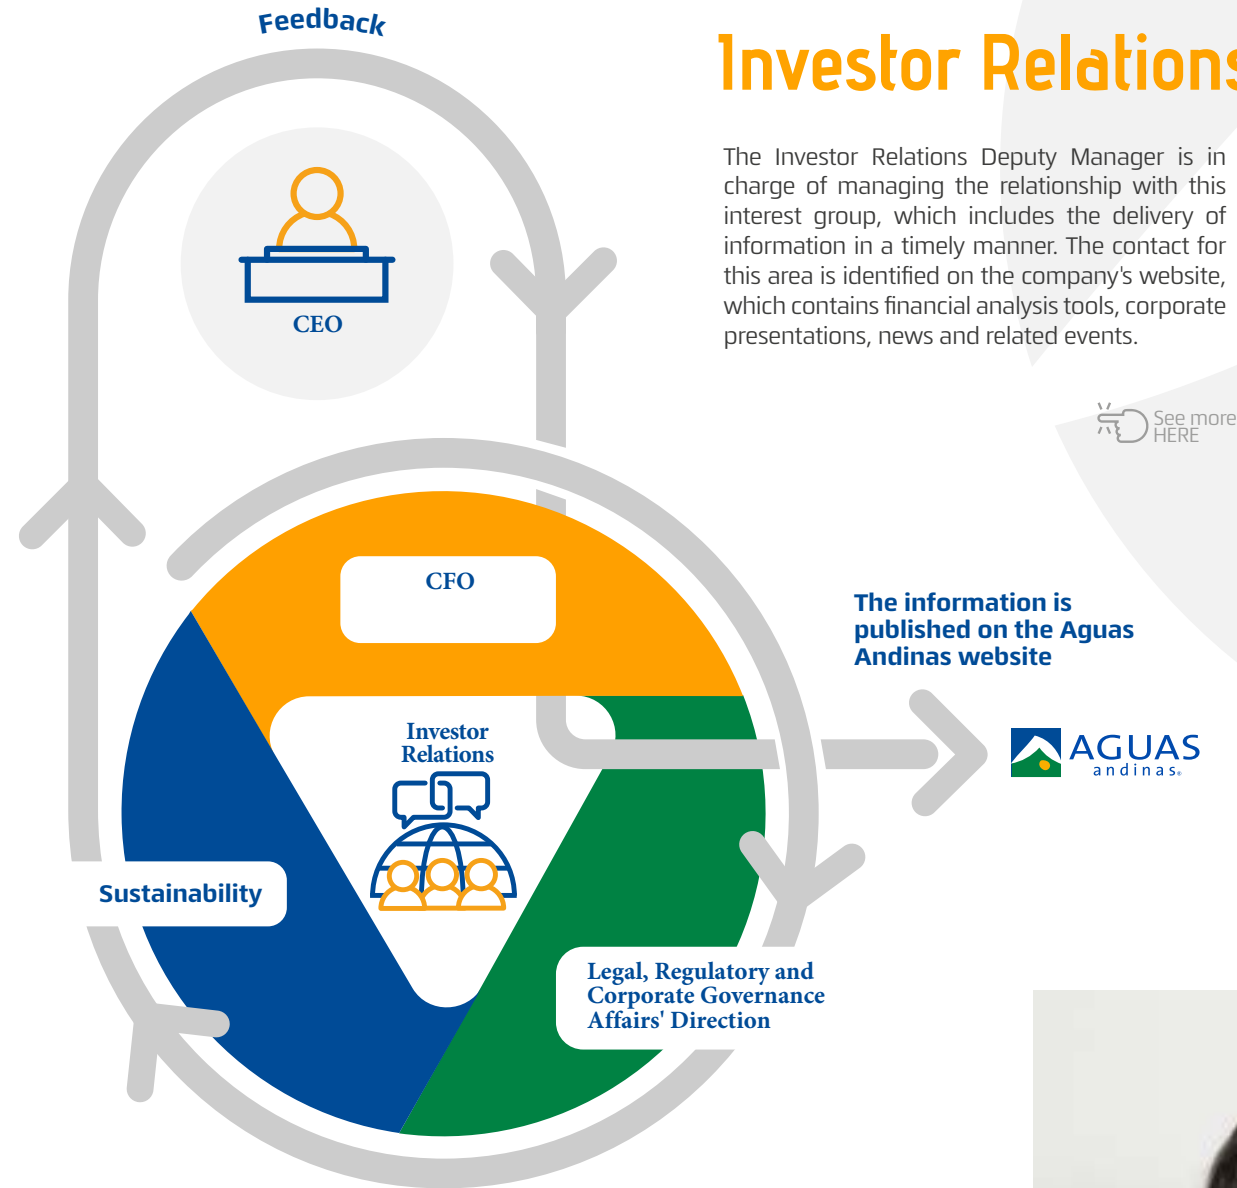 Feedback
Investor Relations
The Investor Relations Deputy Manager is in
charge of managing the relationship with this
interest group, which includes the delivery of
information in a timely manner. The contact for
this area is identified on the company's website,
which contains financial analysis tools, corporate
presentations, news and related events.
See more
HERE
CEO
CFO
The information is
published on the Aguas
Andinas website
AGUAS
andinas®
Investor
Relations
Sustainability
Legal, Regulatory and
Corporate Governance
Affairs' Direction